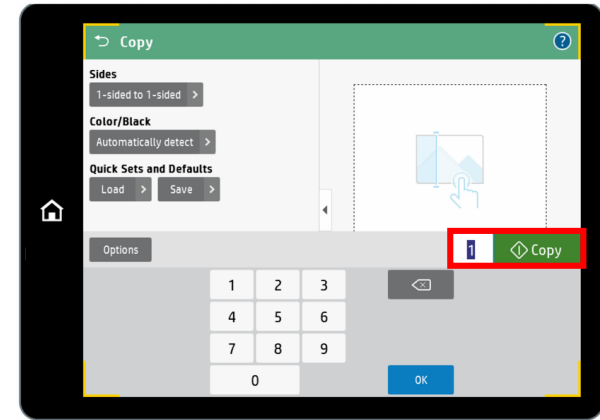 Copy
?
Sides
1-sided to 1-sided >
Color/Black
Automatically detect >
Quick Sets and Defaults
Load > Save >
Options
1 Copy
1 2 3
4 5 6
7 8 9
0 OK